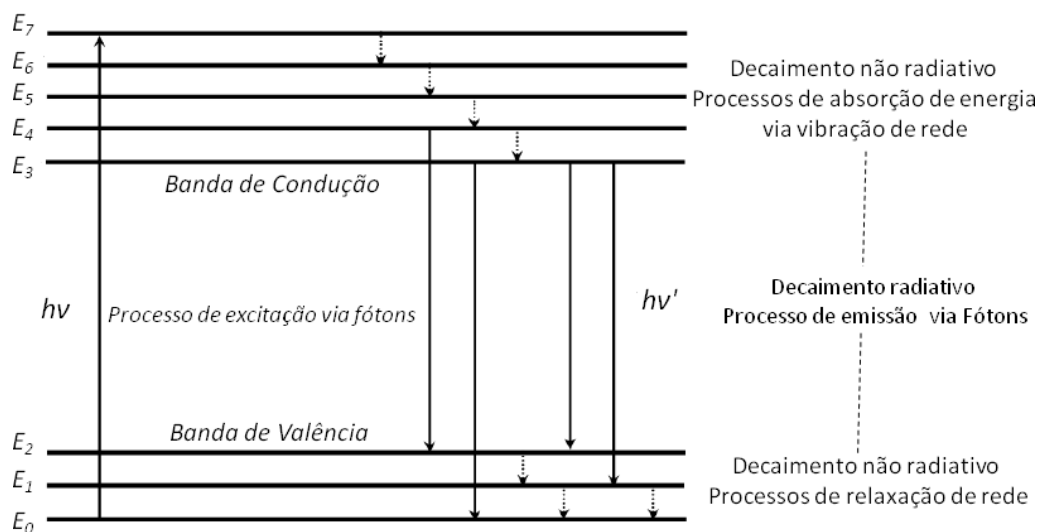 E7
E6
E5
E4
E3
Decaimento não radiativo
Processos de absorção de energia
via vibração de rede
Banda de Condução
hν
Processo de excitação via fótons
hν'
Decaimento radiativo
Processo de emissão via Fótons
Banda de Valência
E2
E1
E0
Decaimento não radiativo
Processos de relaxação de rede